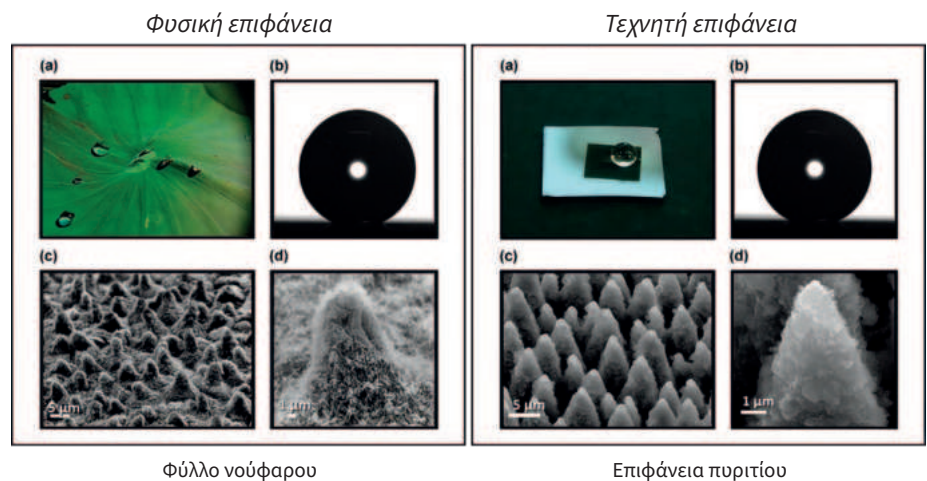 Φυσική επιφάνεια
Τεχνητή επιφάνεια
(a)
(b)
(a)
(b)
(c)
(d)
(c)
(d)
5 μm
1 μm
5 μm
1 μm
Φύλλο νούφαρου
Επιφάνεια πυριτίου